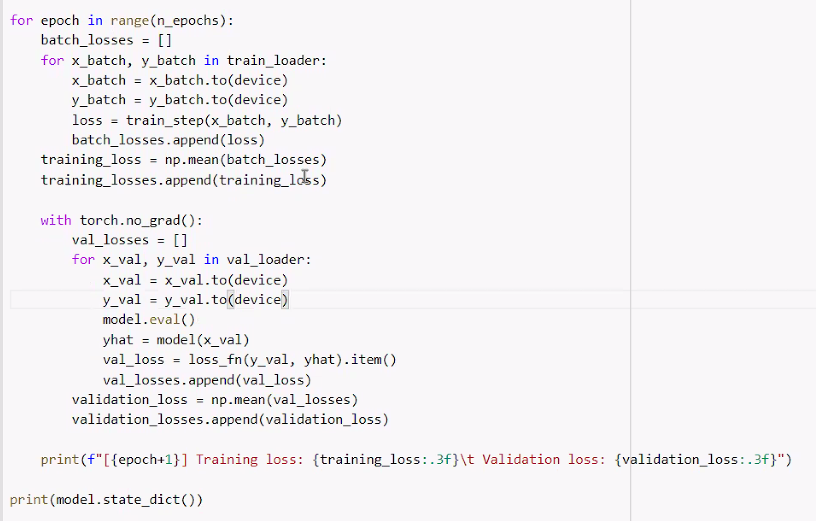 for epoch in range(n_epochs):
    batch_losses = []
    for x_batch, y_batch in train_loader:
        x_batch = x_batch.to(device)
        y_batch = y_batch.to(device)
        loss = train_step(x_batch, y_batch)
        batch_losses.append(loss)
    training_loss = np.mean(batch_losses)
    training_losses.append(training_loss)

    with torch.no_grad():
        val_losses = []
        for x_val, y_val in val_loader:
            x_val = x_val.to(device)
            y_val = y_val.to(device)
            model.eval()
            yhat = model(x_val)
            val_loss = loss_fn(y_val, yhat).item()
            val_losses.append(val_loss)
        validation_loss = np.mean(val_losses)
        validation_losses.append(validation_loss)

    print(f"[{epoch+1}] Training loss: {training_loss:.3f}\t Validation loss: {validation_loss:.3f}")

print(model.state_dict())